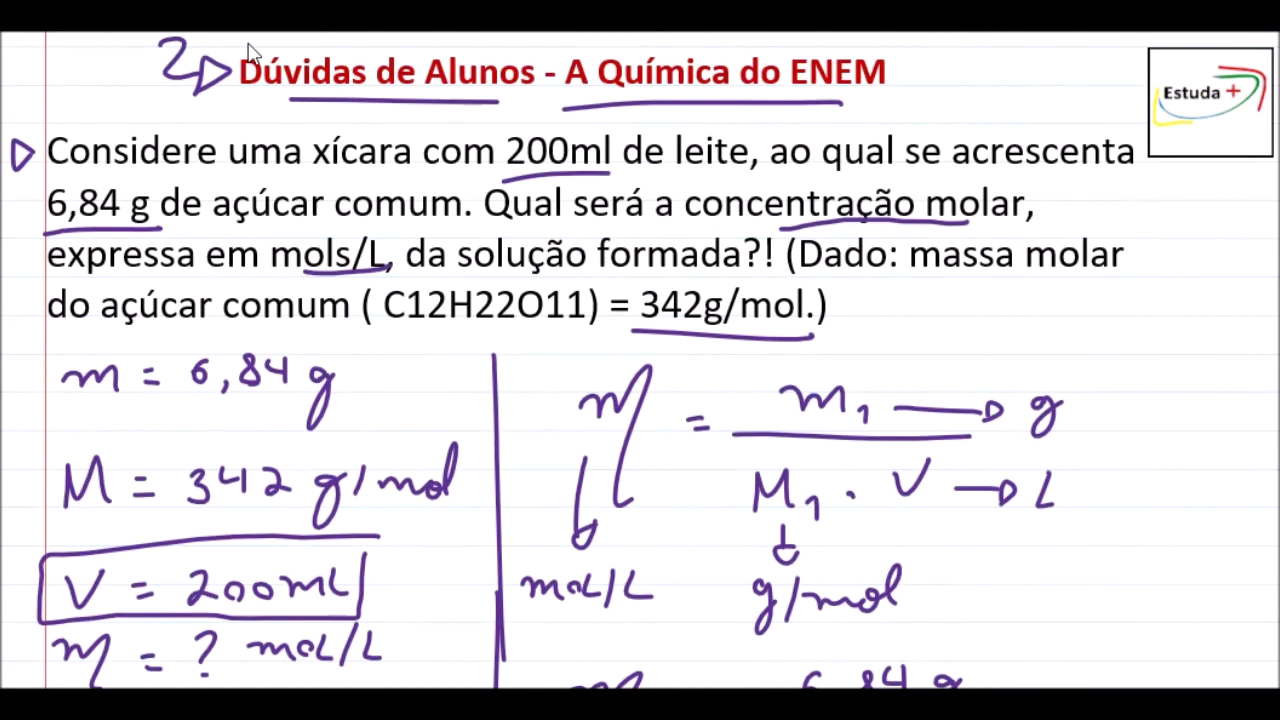 2 Dúvidas de Alunos - A Química do ENEM
Estuda +
Considere uma xícara com 200ml de leite, ao qual se acrescenta
6,84 g de açúcar comum. Qual será a concentração molar,
expressa em mols/L, da solução formada?! (Dado: massa molar
do açúcar comum ( C12H22O11) = 342g/mol.)
m = 6,84 g
M = 342 g/mol
V = 200mL
m = ? mol/L
m = m1 → g
M1 . V → L
mol/L g/mol
6,84 g